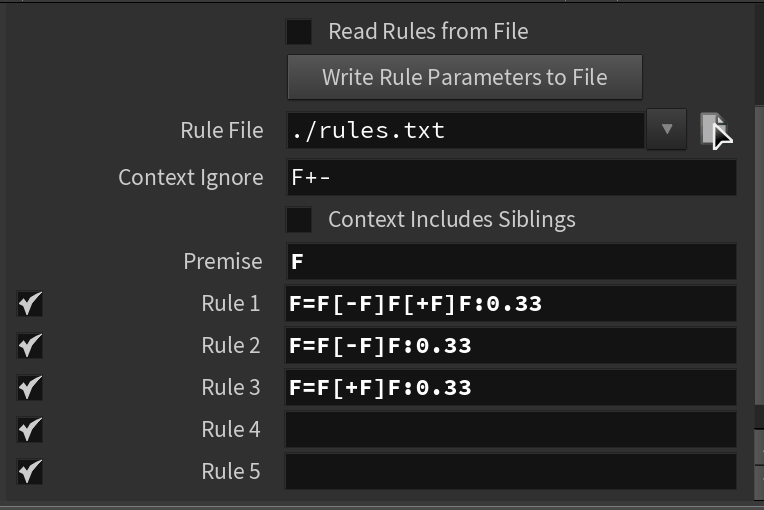 Read Rules from File
Write Rule Parameters to File
Rule File ./rules.txt
Context Ignore F+-
Context Includes Siblings
Premise F
Rule 1 F=F[-F]F[+F]F:0.33
Rule 2 F=F[-F]F:0.33
Rule 3 F=F[+F]F:0.33
Rule 4
Rule 5